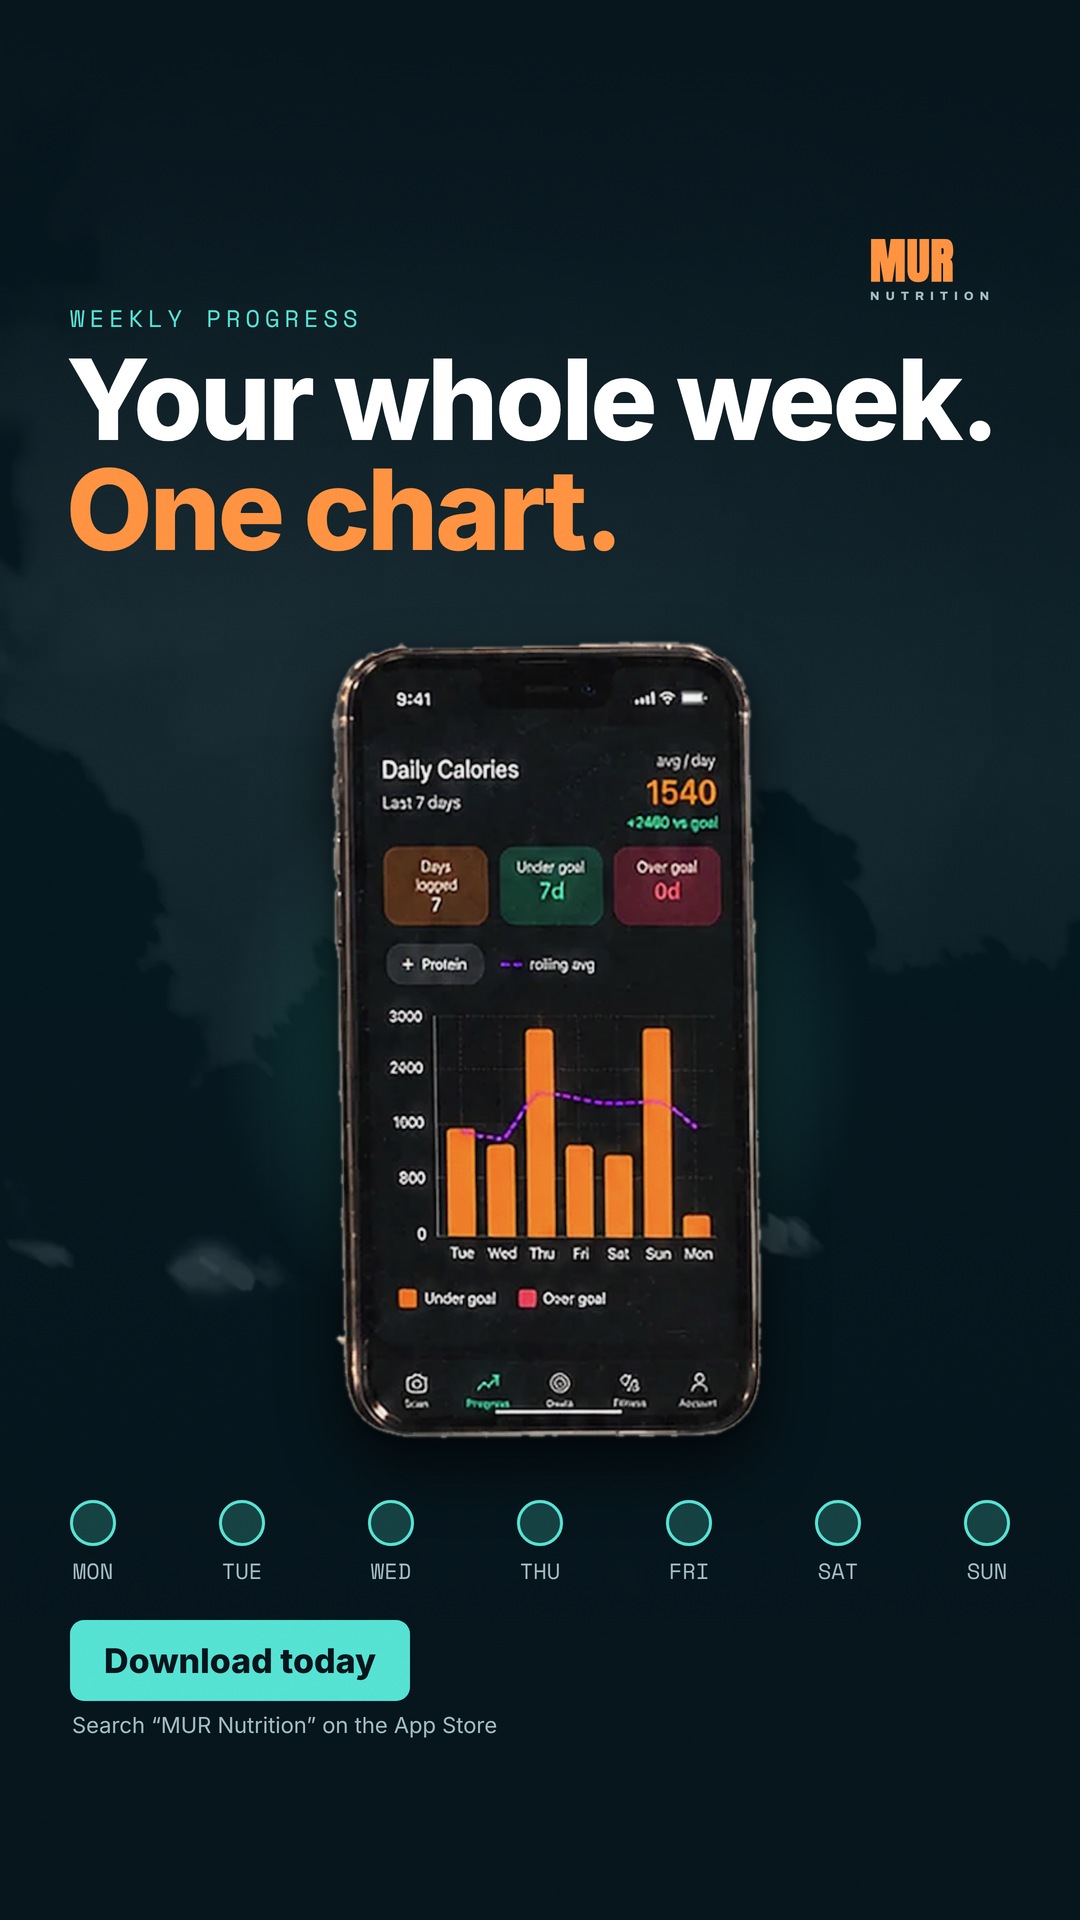 MUR
NUTRITION
WEEKLY PROGRESS
Your whole week.
One chart.
9:41
Daily Calories
Last 7 days
avg / day
1540
vs goal
Days
logged
7
Under goal
7d
Over goal
0d
+ Protein
rolling avg
3000
2400
1600
800
0
Tue Wed Thu Fri Sat Sun Mon
Under goal
Over goal
Scan Progress Fitness Account
MON TUE WED THU FRI SAT SUN
Download today
Search “MUR Nutrition” on the App Store